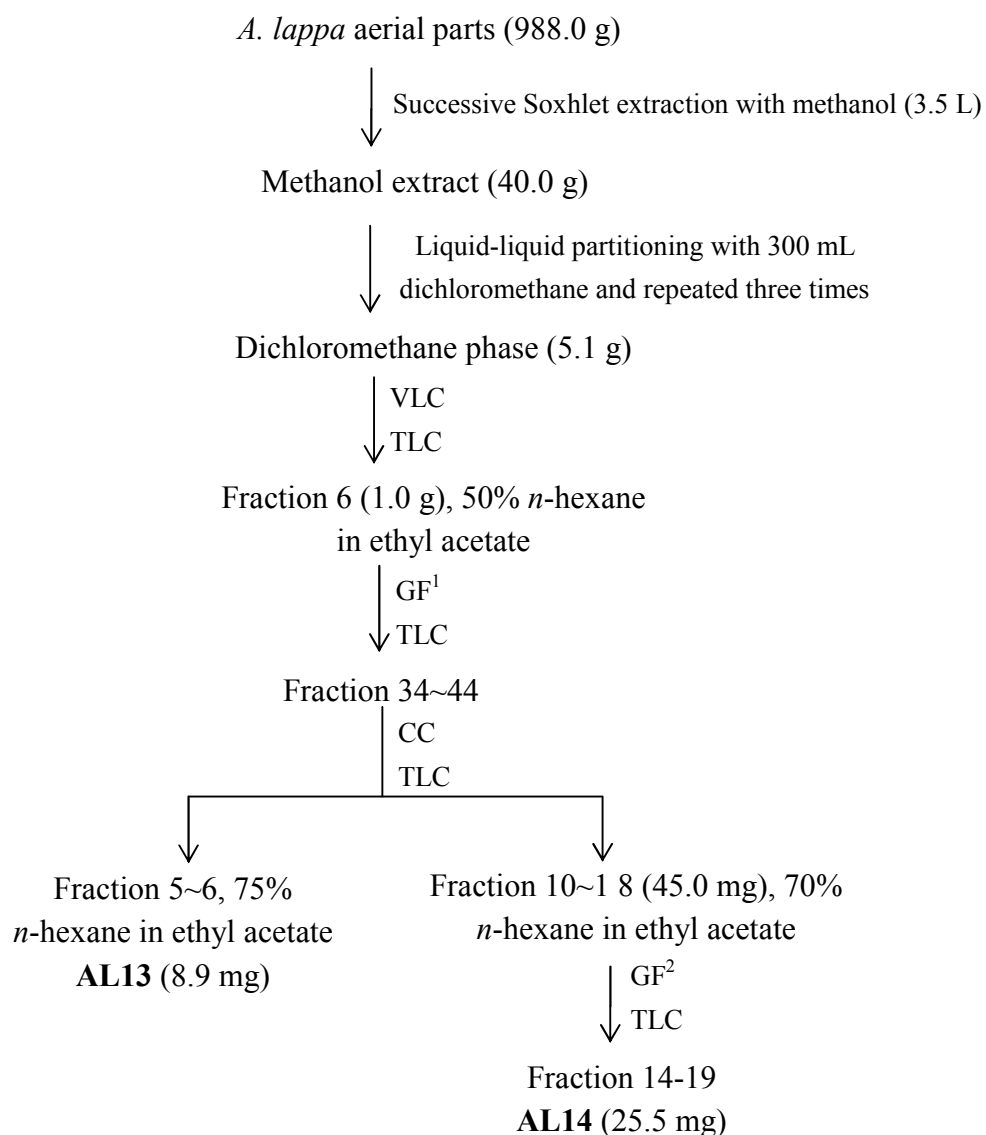 A. lappa aerial parts (988.0 g)
Successive Soxhlet extraction with methanol (3.5 L)
Methanol extract (40.0 g)
Liquid-liquid partitioning with 300 mL
dichloromethane and repeated three times
Dichloromethane phase (5.1 g)
VLC
TLC
Fraction 6 (1.0 g), 50% n-hexane
in ethyl acetate
GF¹
TLC
Fraction 34~44
CC
TLC
Fraction 5~6, 75%
n-hexane in ethyl acetate
AL13 (8.9 mg)
Fraction 10~1 8 (45.0 mg), 70%
n-hexane in ethyl acetate
GF²
TLC
Fraction 14-19
AL14 (25.5 mg)